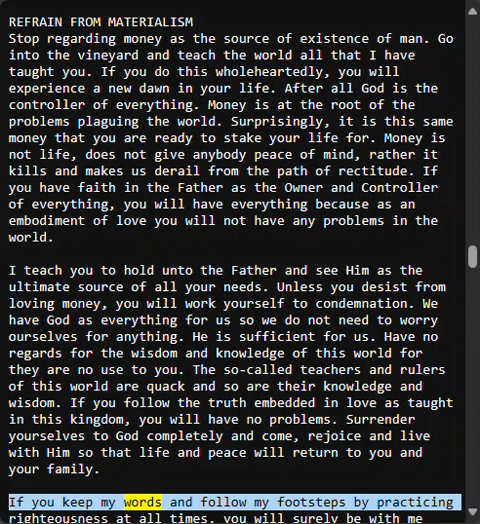 REFRAIN FROM MATERIALISM
Stop regarding money as the source of existence of man. Go
into the vineyard and teach the world all that I have
taught you. If you do this wholeheartedly, you will
experience a new dawn in your life. After all God is the
controller of everything. Money is at the root of the
problems plaguing the world. Surprisingly, it is this same
money that you are ready to stake your life for. Money is
not life, does not give anybody peace of mind, rather it
kills and makes us derail from the path of rectitude. If
you have faith in the Father as the Owner and Controller
of everything, you will have everything because as an
embodiment of love you will not have any problems in the
world.
I teach you to hold unto the Father and see Him as the
ultimate source of all your needs. Unless you desist from
loving money, you will work yourself to condemnation. We
have God as everything for us so we do not need to worry
ourselves for anything. He is sufficient for us. Have no
regards for the wisdom and knowledge of this world for
they are no use to you. The so-called teachers and rulers
of this world are quack and so are their knowledge and
wisdom. If you follow the truth embedded in love as taught
in this kingdom, you will have no problems. Surrender
yourselves to God completely and come, rejoice and live
with Him so that life and peace will return to you and
your family.
If you keep my words and follow my footsteps by practicing
righteousness at all times, you will surely be with me